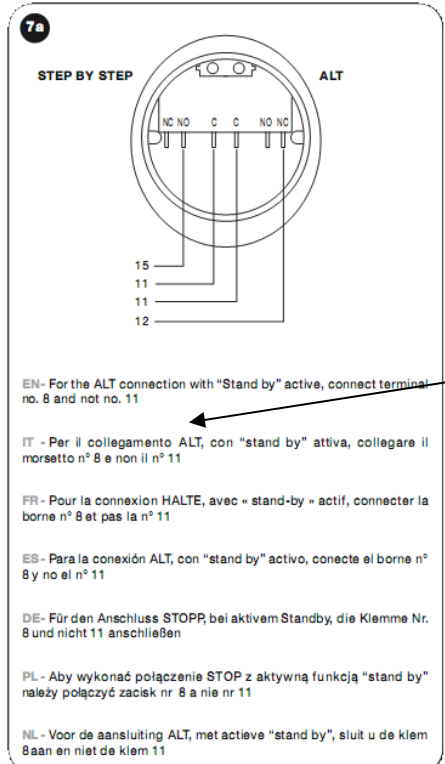 7a
STEP BY STEP ALT
NC NO C C NO NC
15
11
11
12
EN- For the ALT connection with “Stand by” active, connect terminal
no. 8 and not no. 11
IT - Per il collegamento ALT, con “stand by” attiva, collegare il
morsetto n° 8 e non il n° 11
FR - Pour la connexion HALTE, avec « stand-by » actif, connecter la
borne n° 8 et pas la n° 11
ES- Para la conexión ALT, con “stand by” activo, conecte el borne n°
8 y no el n° 11
DE- Für den Anschluss STOPP, bei aktivem Standby, die Klemme Nr.
8 und nicht 11 anschließen
PL - Aby wykonać połączenie STOP z aktywną funkcją “stand by”
należy połączyć zacisk nr 8 a nie nr 11
NL - Voor de aansluiting ALT, met actieve “stand by”, sluit u de klem
8 aan en niet de klem 11